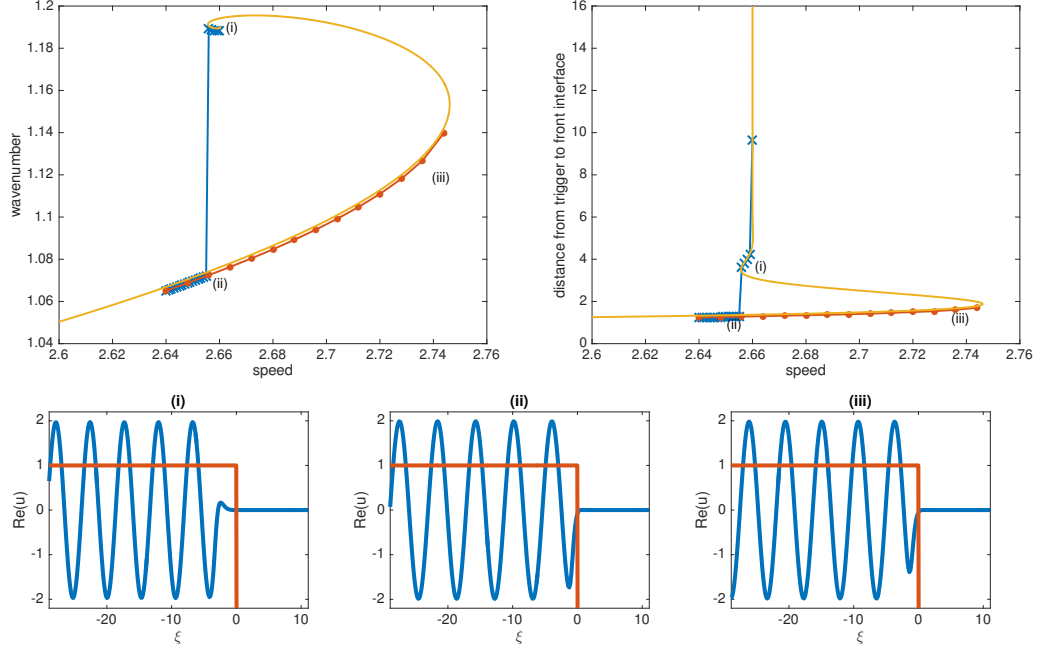 wavenumber
1.2
1.18
1.16
1.14
1.12
1.1
1.08
1.06
1.04
2.6 2.62 2.64 2.66 2.68 2.7 2.72 2.74 2.76
speed
(i)
(ii)
(iii)
distance from trigger to front interface
16
14
12
10
8
6
4
2
0
2.6 2.62 2.64 2.66 2.68 2.7 2.72 2.74 2.76
speed
(i)
(ii)
(iii)
(i)
Re(u)
2
1
0
-1
-2
-20 -10 0 10
ξ
(ii)
Re(u)
2
1
0
-1
-2
-20 -10 0 10
ξ
(iii)
Re(u)
2
1
0
-1
-2
-20 -10 0 10
ξ